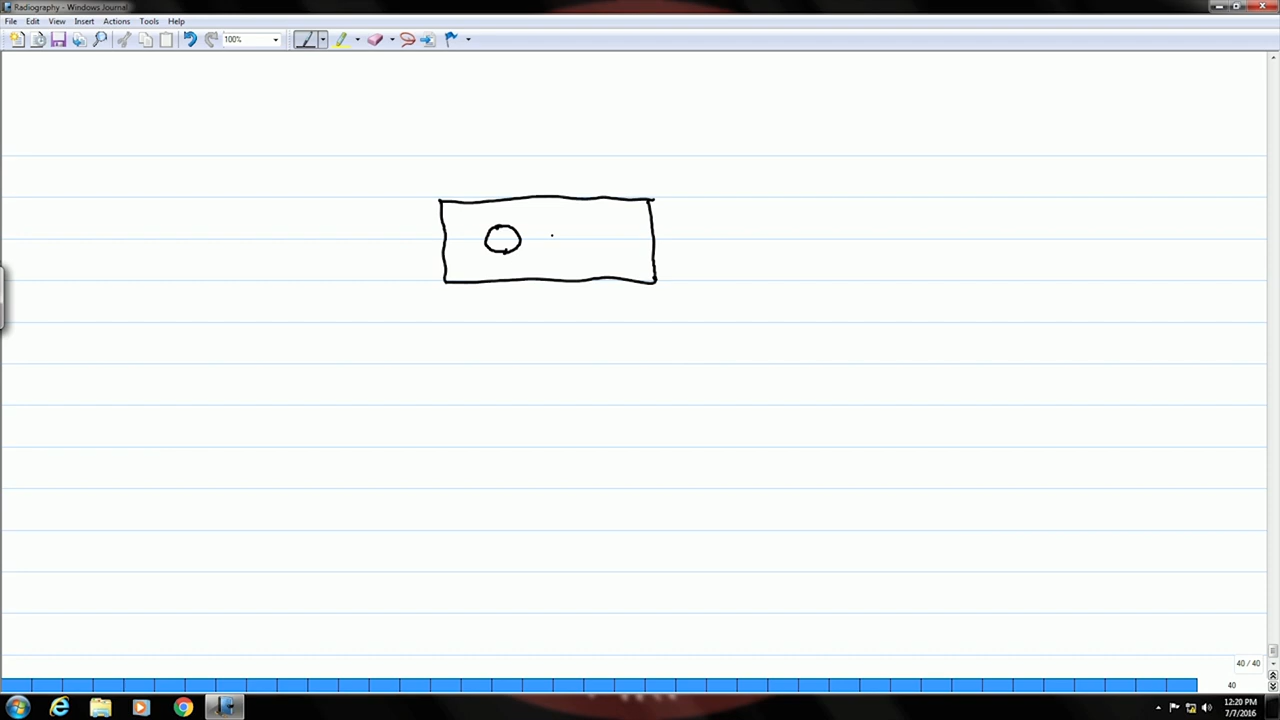 Radiography - Windows Journal
File Edit View Insert Actions Tools Help
100%
40 / 40
40
12:20 PM
7/7/2016